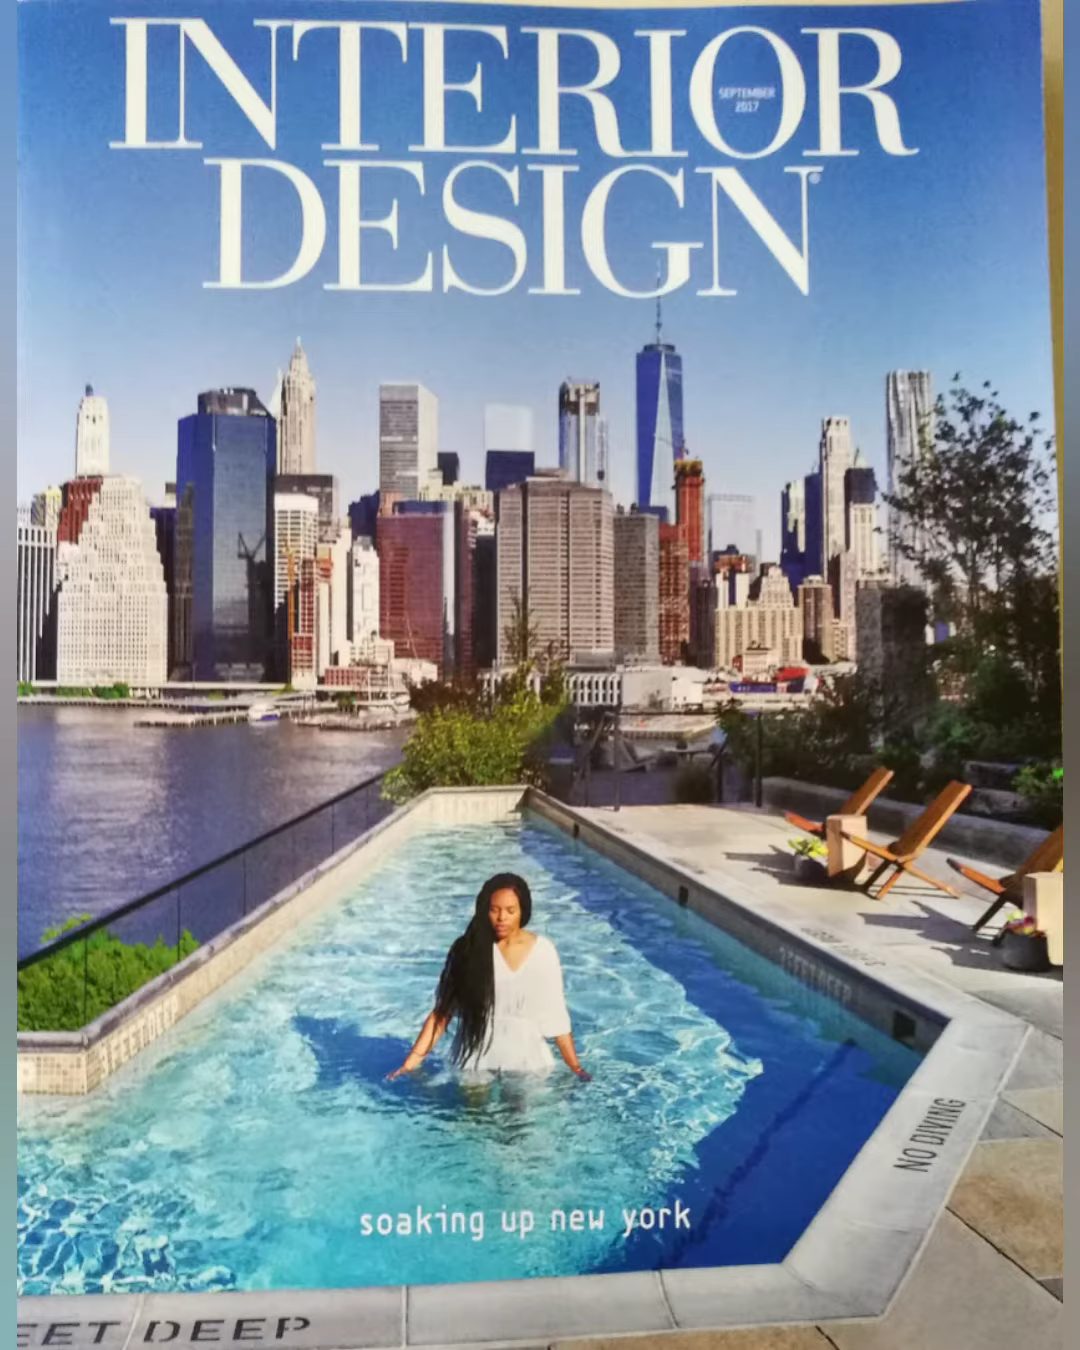 INTERIOR
SEPTEMBER
2017
DESIGN®
NO DIVING
soaking up new york
EET DEEP